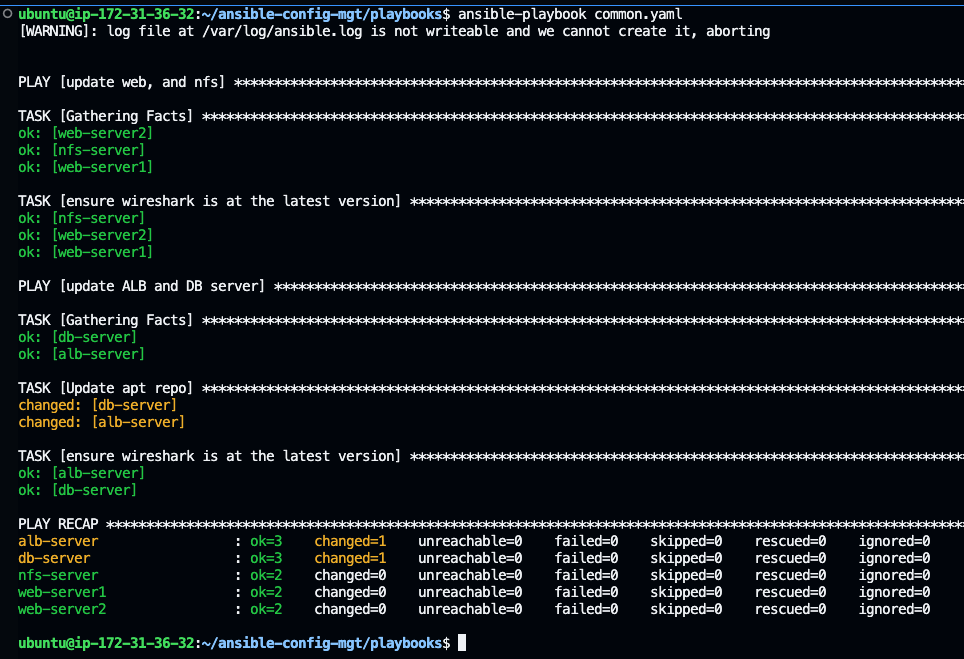 ubuntu@ip-172-31-36-32:~/ansible-config-mgt/playbooks$ ansible-playbook common.yaml
[WARNING]: log file at /var/log/ansible.log is not writeable and we cannot create it, aborting
PLAY [update web, and nfs] ******************************************************************************************
TASK [Gathering Facts] **********************************************************************************************
ok: [web-server2]
ok: [nfs-server]
ok: [web-server1]
TASK [ensure wireshark is at the latest version] *********************************************************************
ok: [nfs-server]
ok: [web-server2]
ok: [web-server1]
PLAY [update ALB and DB server] *************************************************************************************
TASK [Gathering Facts] **********************************************************************************************
ok: [db-server]
ok: [alb-server]
TASK [Update apt repo] **********************************************************************************************
changed: [db-server]
changed: [alb-server]
TASK [ensure wireshark is at the latest version] *********************************************************************
ok: [alb-server]
ok: [db-server]
PLAY RECAP **********************************************************************************************************
alb-server                 : ok=3    changed=1    unreachable=0    failed=0    skipped=0    rescued=0    ignored=0
db-server                  : ok=3    changed=1    unreachable=0    failed=0    skipped=0    rescued=0    ignored=0
nfs-server                 : ok=2    changed=0    unreachable=0    failed=0    skipped=0    rescued=0    ignored=0
web-server1                : ok=2    changed=0    unreachable=0    failed=0    skipped=0    rescued=0    ignored=0
web-server2                : ok=2    changed=0    unreachable=0    failed=0    skipped=0    rescued=0    ignored=0
ubuntu@ip-172-31-36-32:~/ansible-config-mgt/playbooks$